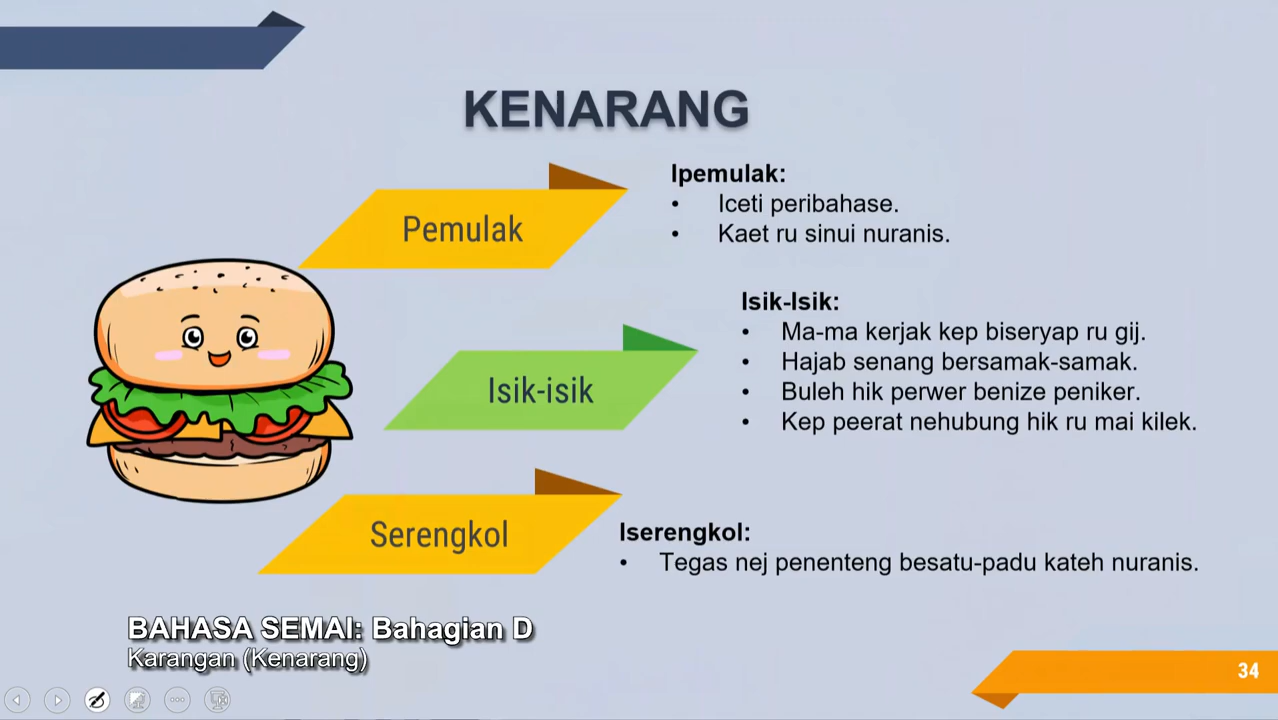 KENARANG
Pemulak
Ipemulak:
• Iceti peribahase.
• Kaet ru sinui nuranis.
Isik-isik
Isik-Isik:
• Ma-ma kerjak kep biseryap ru gij.
• Hajab senang bersamak-samak.
• Buleh hik perwer benize peniker.
• Kep peerat nehubung hik ru mai kilek.
Serengkol
Iserengkol:
• Tegas nej penenteng besatu-padu kateh nuranis.
BAHASA SEMAI: Bahagian D
Karangan (Kenarang)
34